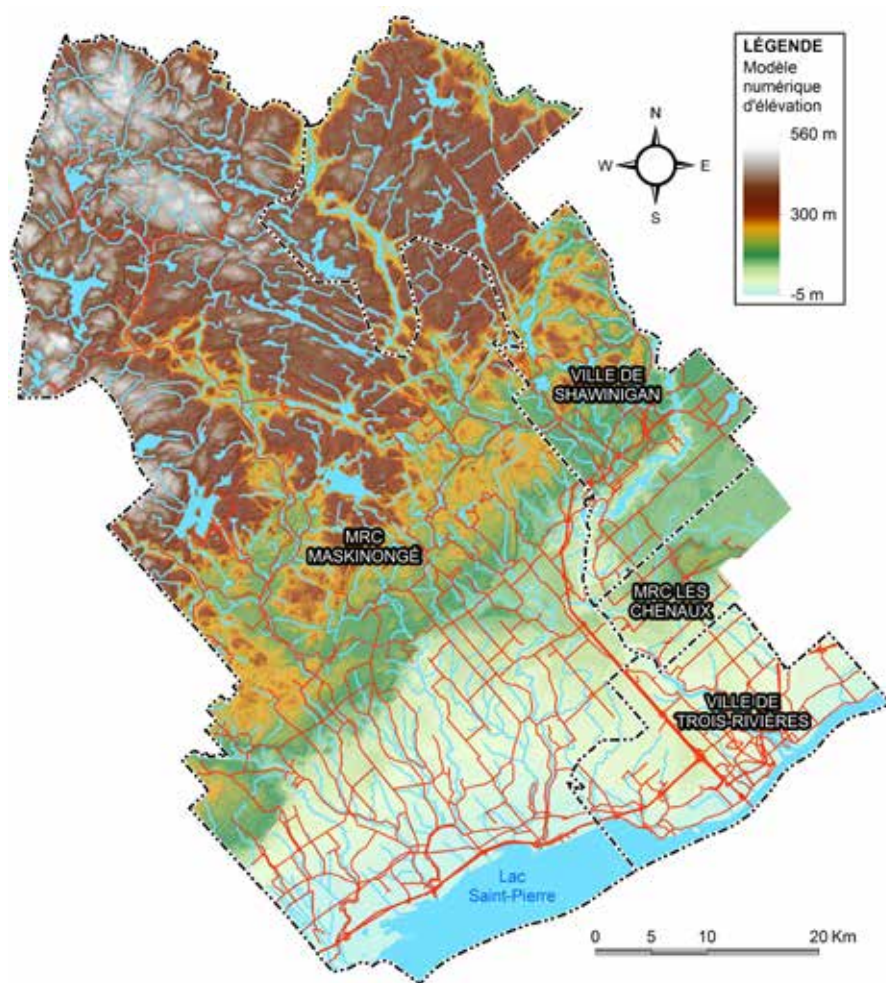 LÉGENDE
Modèle
numérique
d'élévation
560 m
300 m
-5 m
N
W
E
S
VILLE DE
SHAWINIGAN
MRC
MASKINONGÉ
MRC LES
CHENAUX
VILLE DE
TROIS-RIVIÈRES
Lac
Saint-Pierre
0 5 10 20 Km